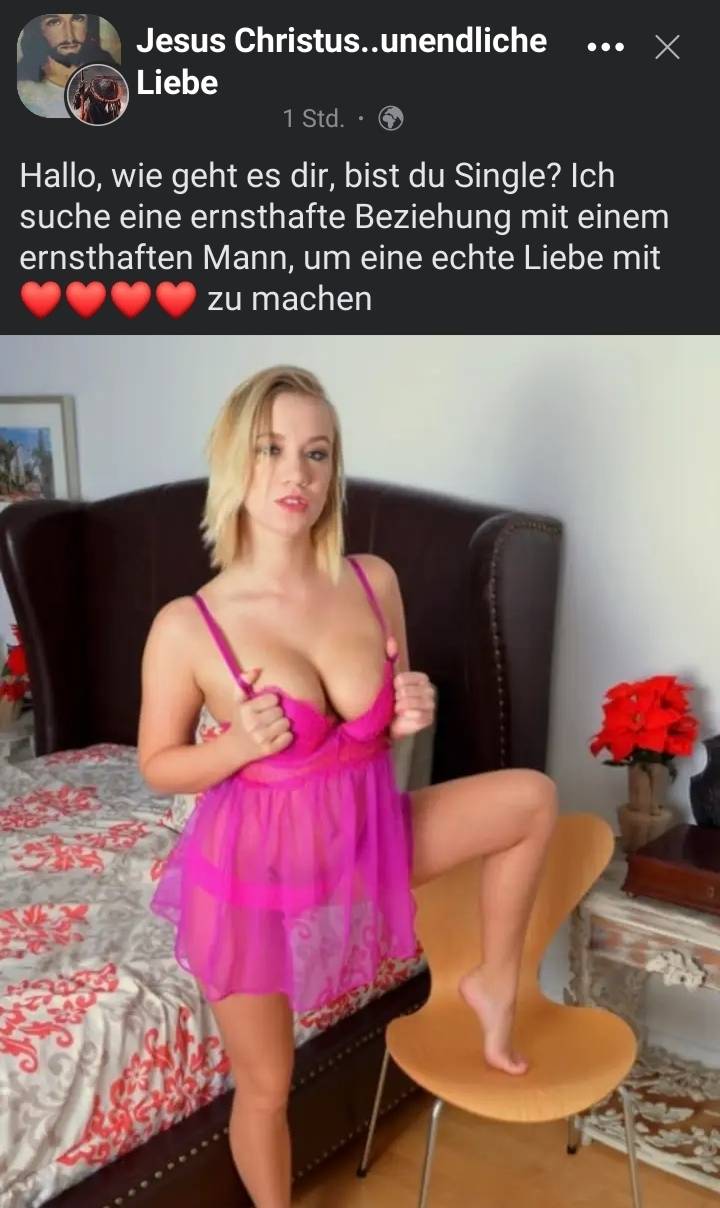 Jesus Christus..unendliche
Liebe
1 Std. ·
Hallo, wie geht es dir, bist du Single? Ich
suche eine ernsthafte Beziehung mit einem
ernsthaften Mann, um eine echte Liebe mit
❤️❤️❤️❤️ zu machen